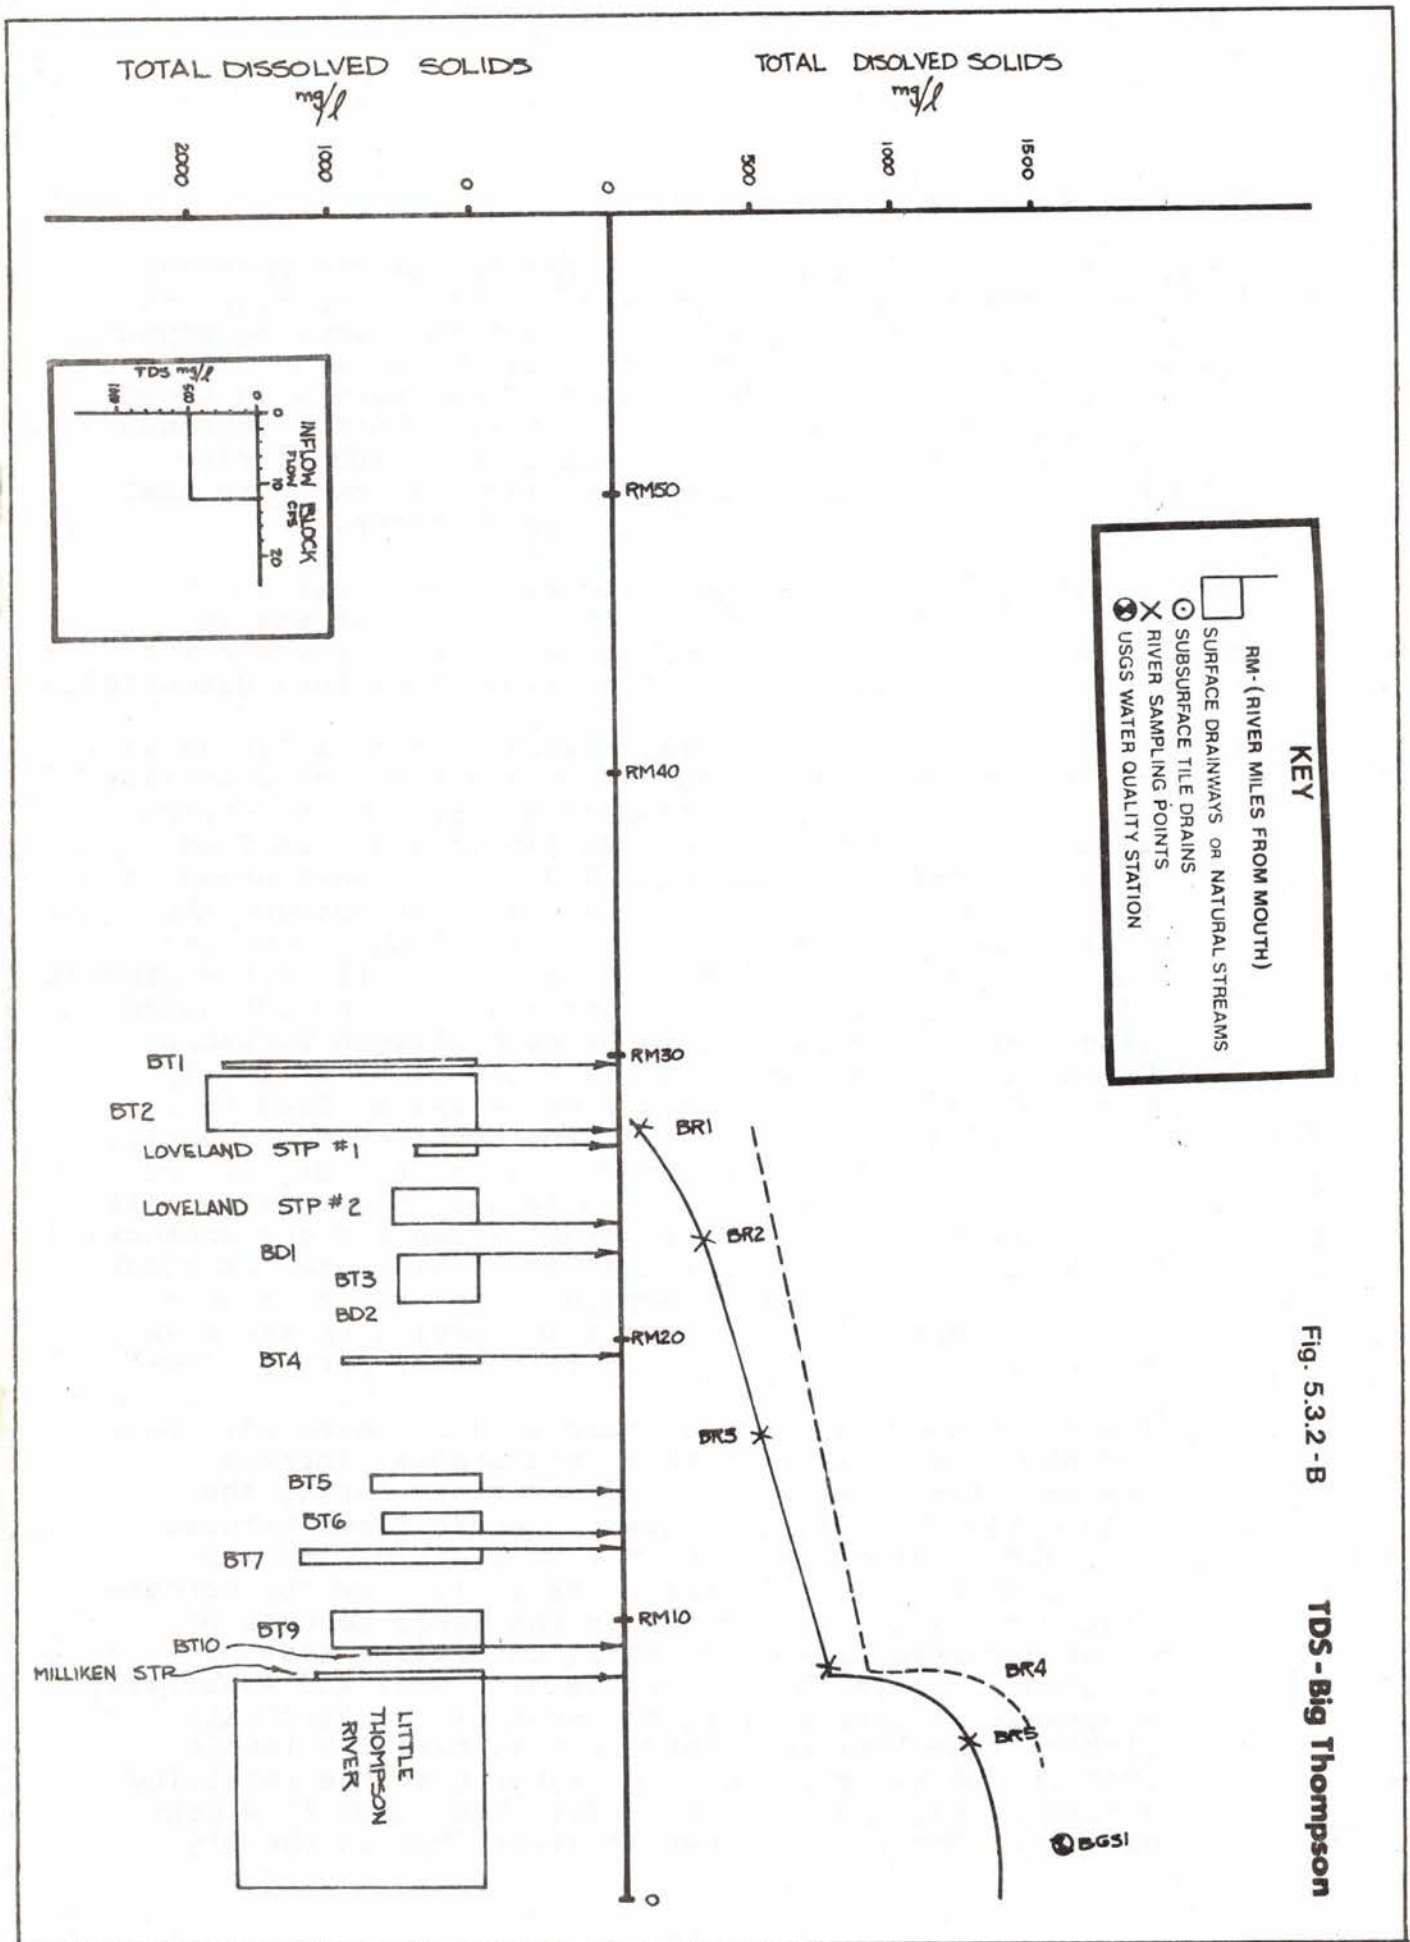 TOTAL DISSOLVED SOLIDS
mg/l
2000
1000
0
TOTAL DISOLVED SOLIDS
mg/l
0
500
1000
1500
INFLOW BLOCK
FLOW CFS
0
10
20
TDS mg/l
0
500
1000
KEY
RM-(RIVER MILES FROM MOUTH)
SURFACE DRAINWAYS OR NATURAL STREAMS
SUBSURFACE TILE DRAINS
RIVER SAMPLING POINTS
USGS WATER QUALITY STATION
RM50
RM40
RM30
RM20
RM10
0
BT1
BT2
LOVELAND STP #1
LOVELAND STP #2
BD1
BT3
BD2
BT4
BT5
BT6
BT7
BT9
BT10
MILLIKEN STP
LITTLE
THOMPSON
RIVER
BR1
BR2
BR3
BR4
BR5
BGS1
Fig. 5.3.2-B TDS-Big Thompson